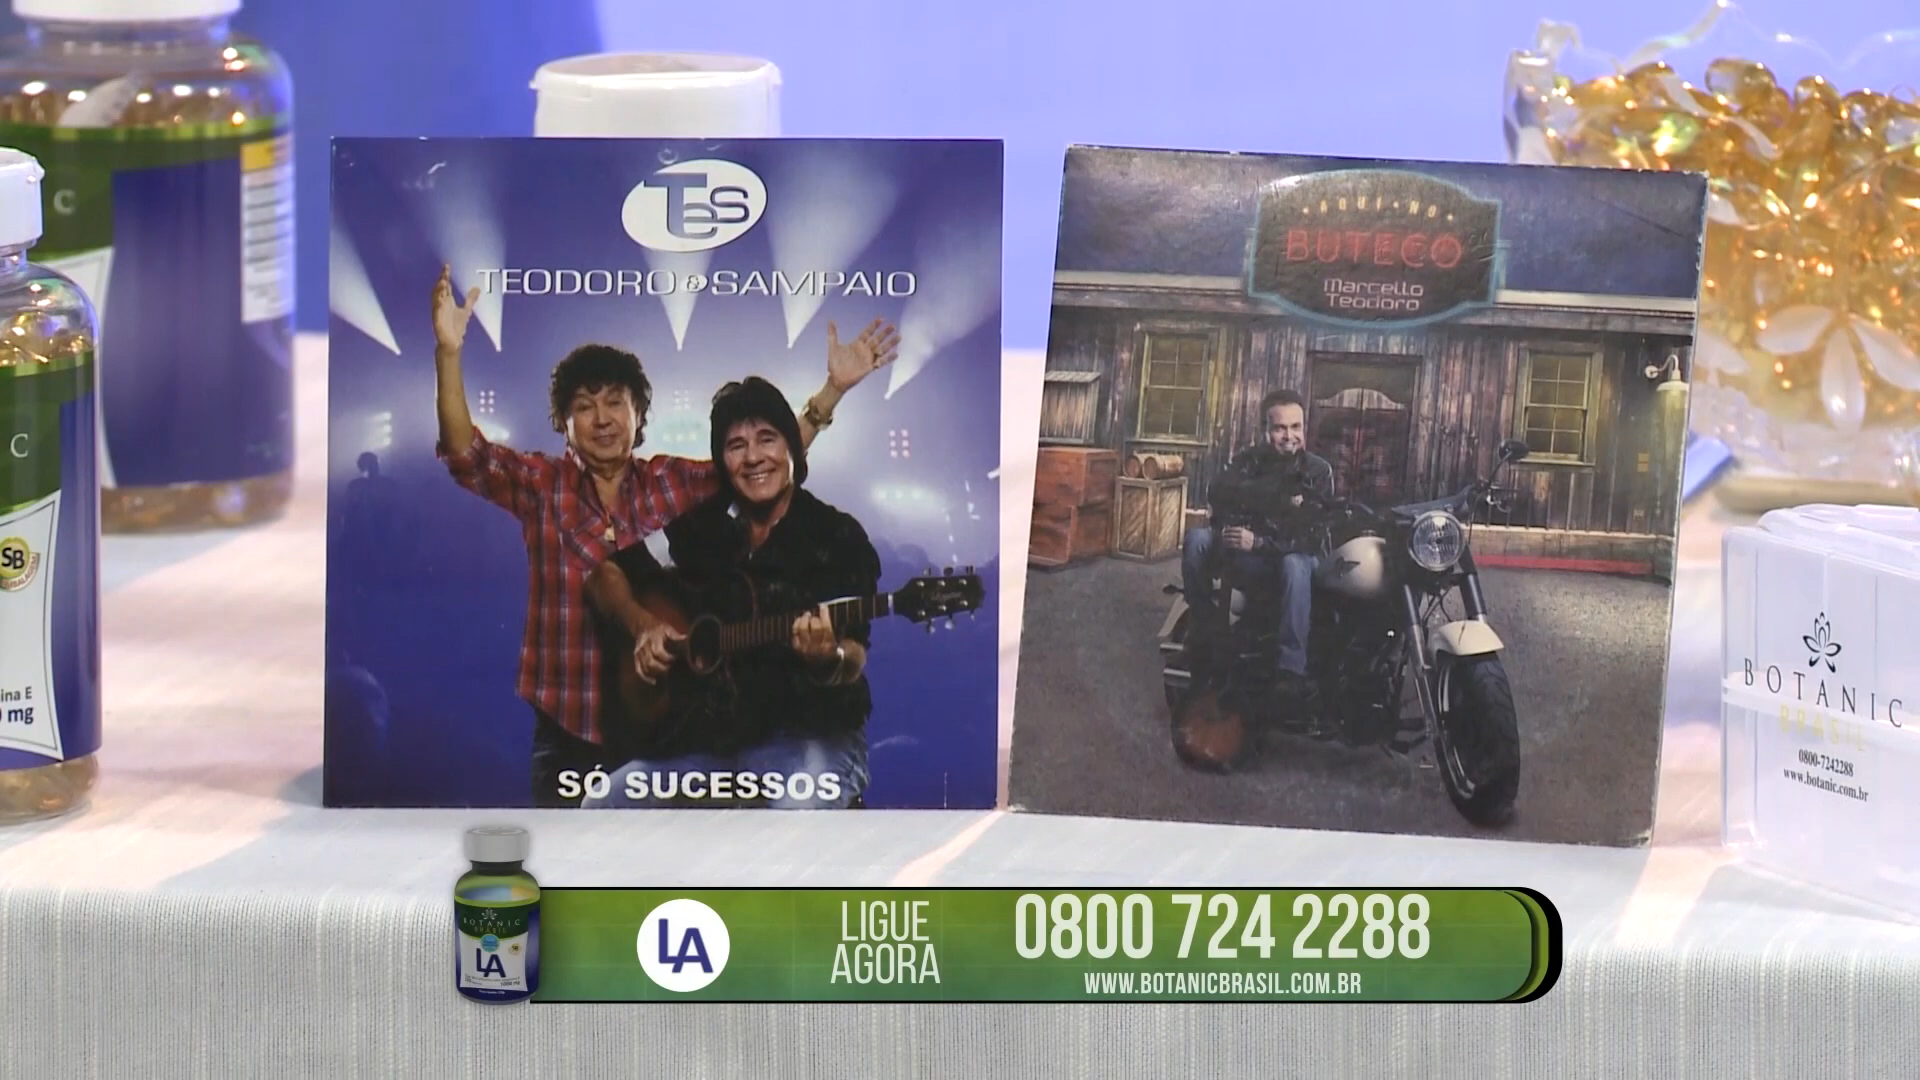 TeS
TEODORO & SAMPAIO
SÓ SUCESSOS
AQUI NO
BUTECO
Marcello
Teodoro
C
C
SB
ina E
mg
BOTANIC
BRASIL
0800-7242288
www.botanic.com.br
BOTANIC
BRASIL
LA
LA
LIGUE
AGORA
0800 724 2288
WWW.BOTANICBRASIL.COM.BR